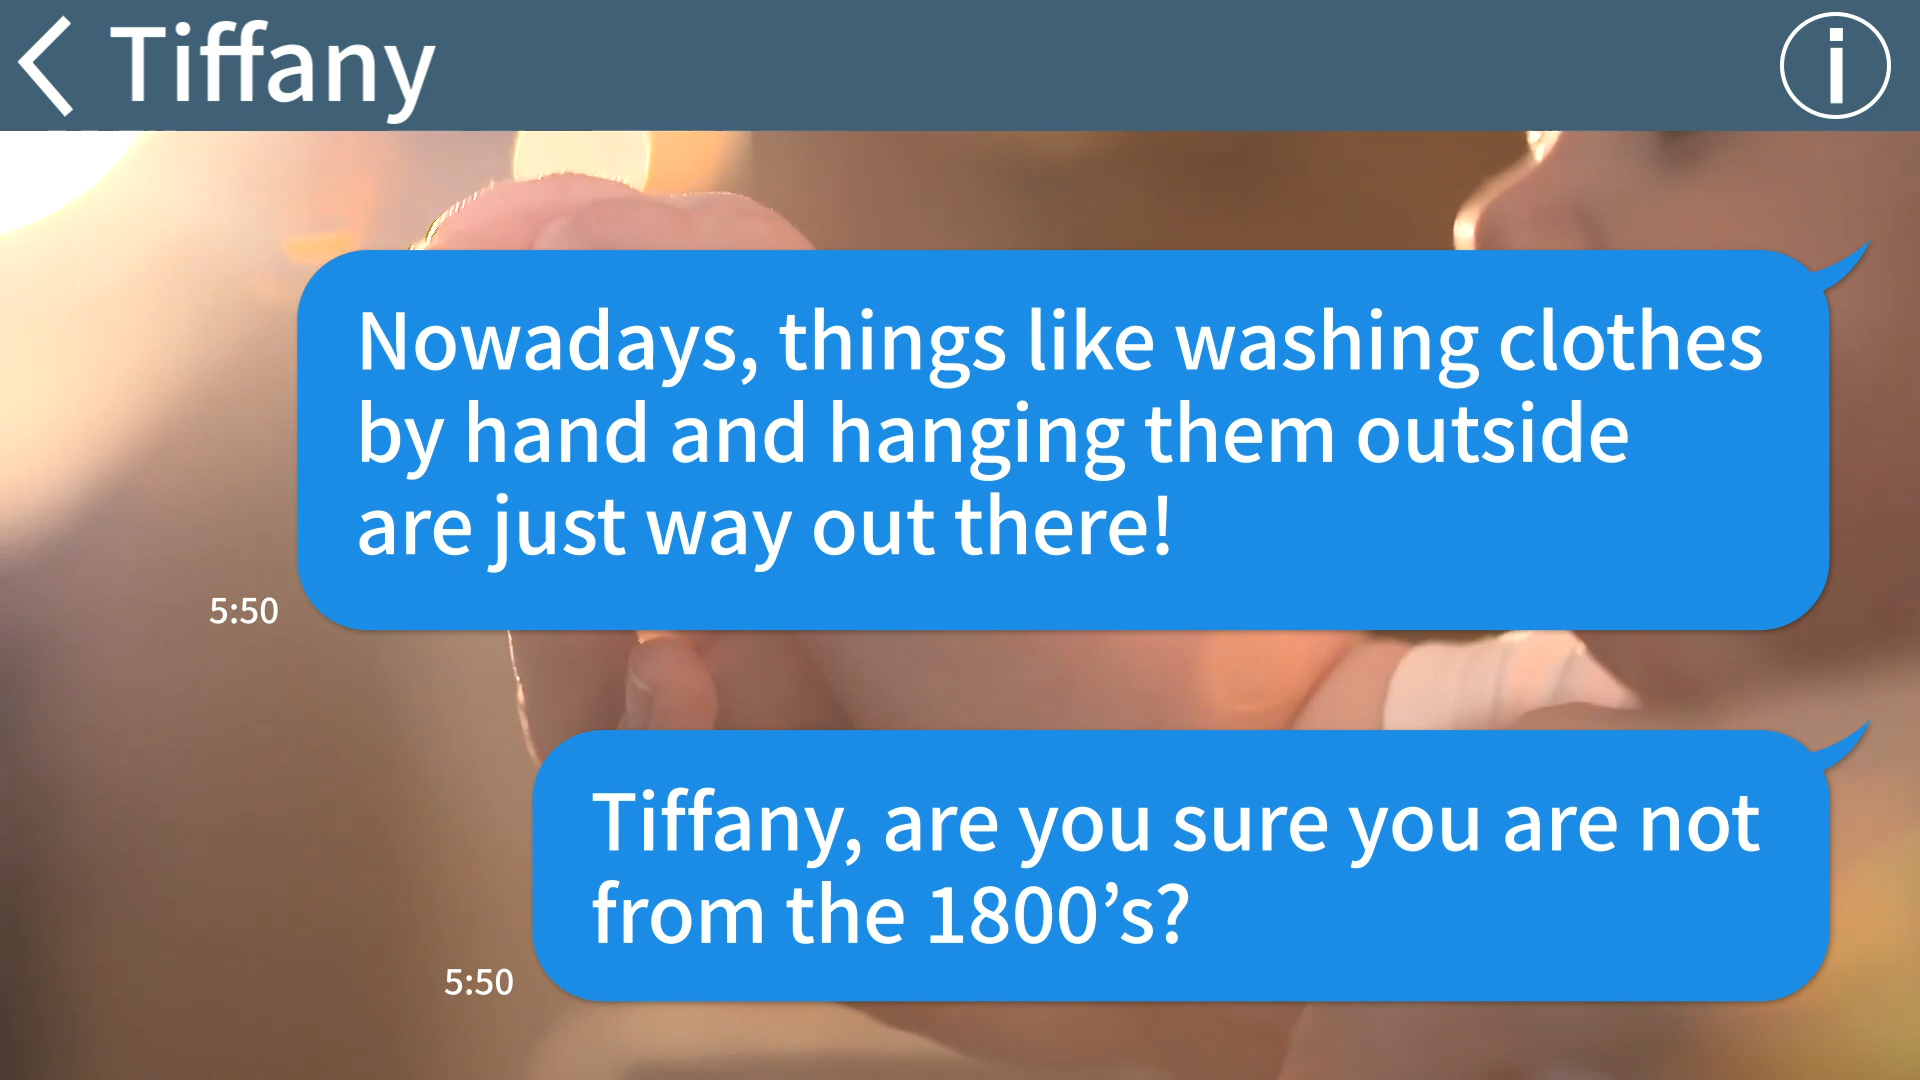 Tiffany
Nowadays, things like washing clothes
by hand and hanging them outside
are just way out there!
5:50
Tiffany, are you sure you are not
from the 1800’s?
5:50